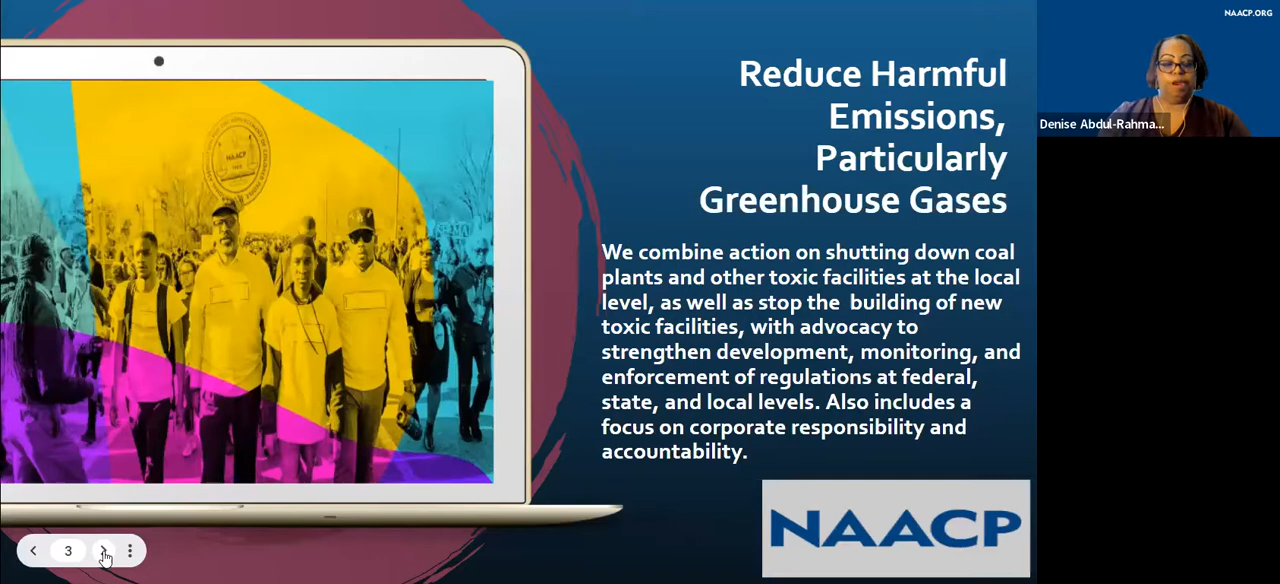 NAACP.ORG
Reduce Harmful
Emissions,
Particularly
Greenhouse Gases
Denise Abdul-Rahma...
We combine action on shutting down coal
plants and other toxic facilities at the local
level, as well as stop the building of new
toxic facilities, with advocacy to
strengthen development, monitoring, and
enforcement of regulations at federal,
state, and local levels. Also includes a
focus on corporate responsibility and
accountability.
NAACP
NAACP
3